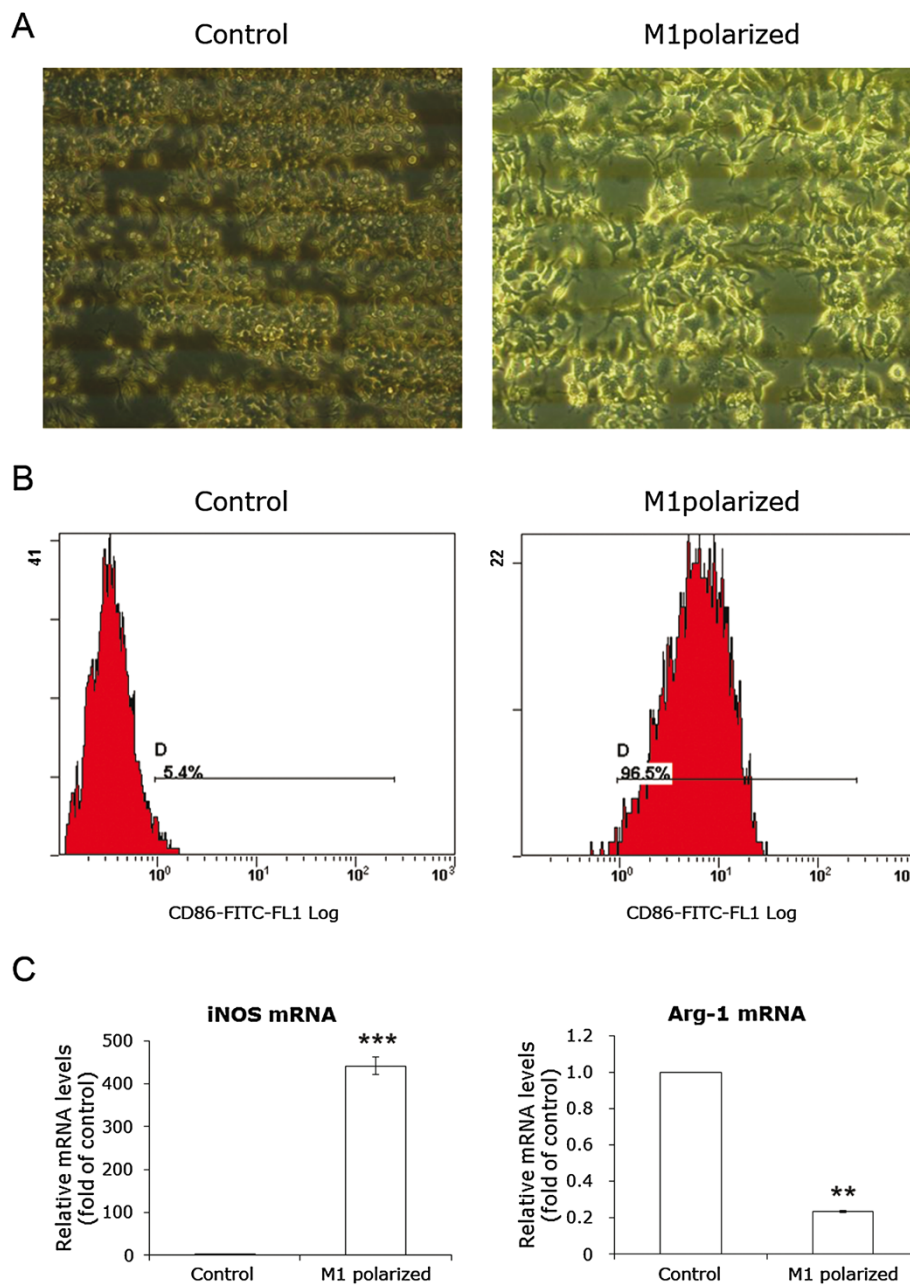 A
Control
M1polarized
B
Control
M1polarized
41
D
5.4%
10⁰
10¹
10²
10³
CD86-FITC-FL1 Log
22
D
96.5%
10⁰
10¹
10²
CD86-FITC-FL1 Log
C
iNOS mRNA
Relative mRNA levels
(fold of control)
500
400
300
200
100
0
***
Control
M1 polarized
Arg-1 mRNA
Relative mRNA levels
(fold of control)
1.2
1.0
0.8
0.6
0.4
0.2
0
**
Control
M1 polarized